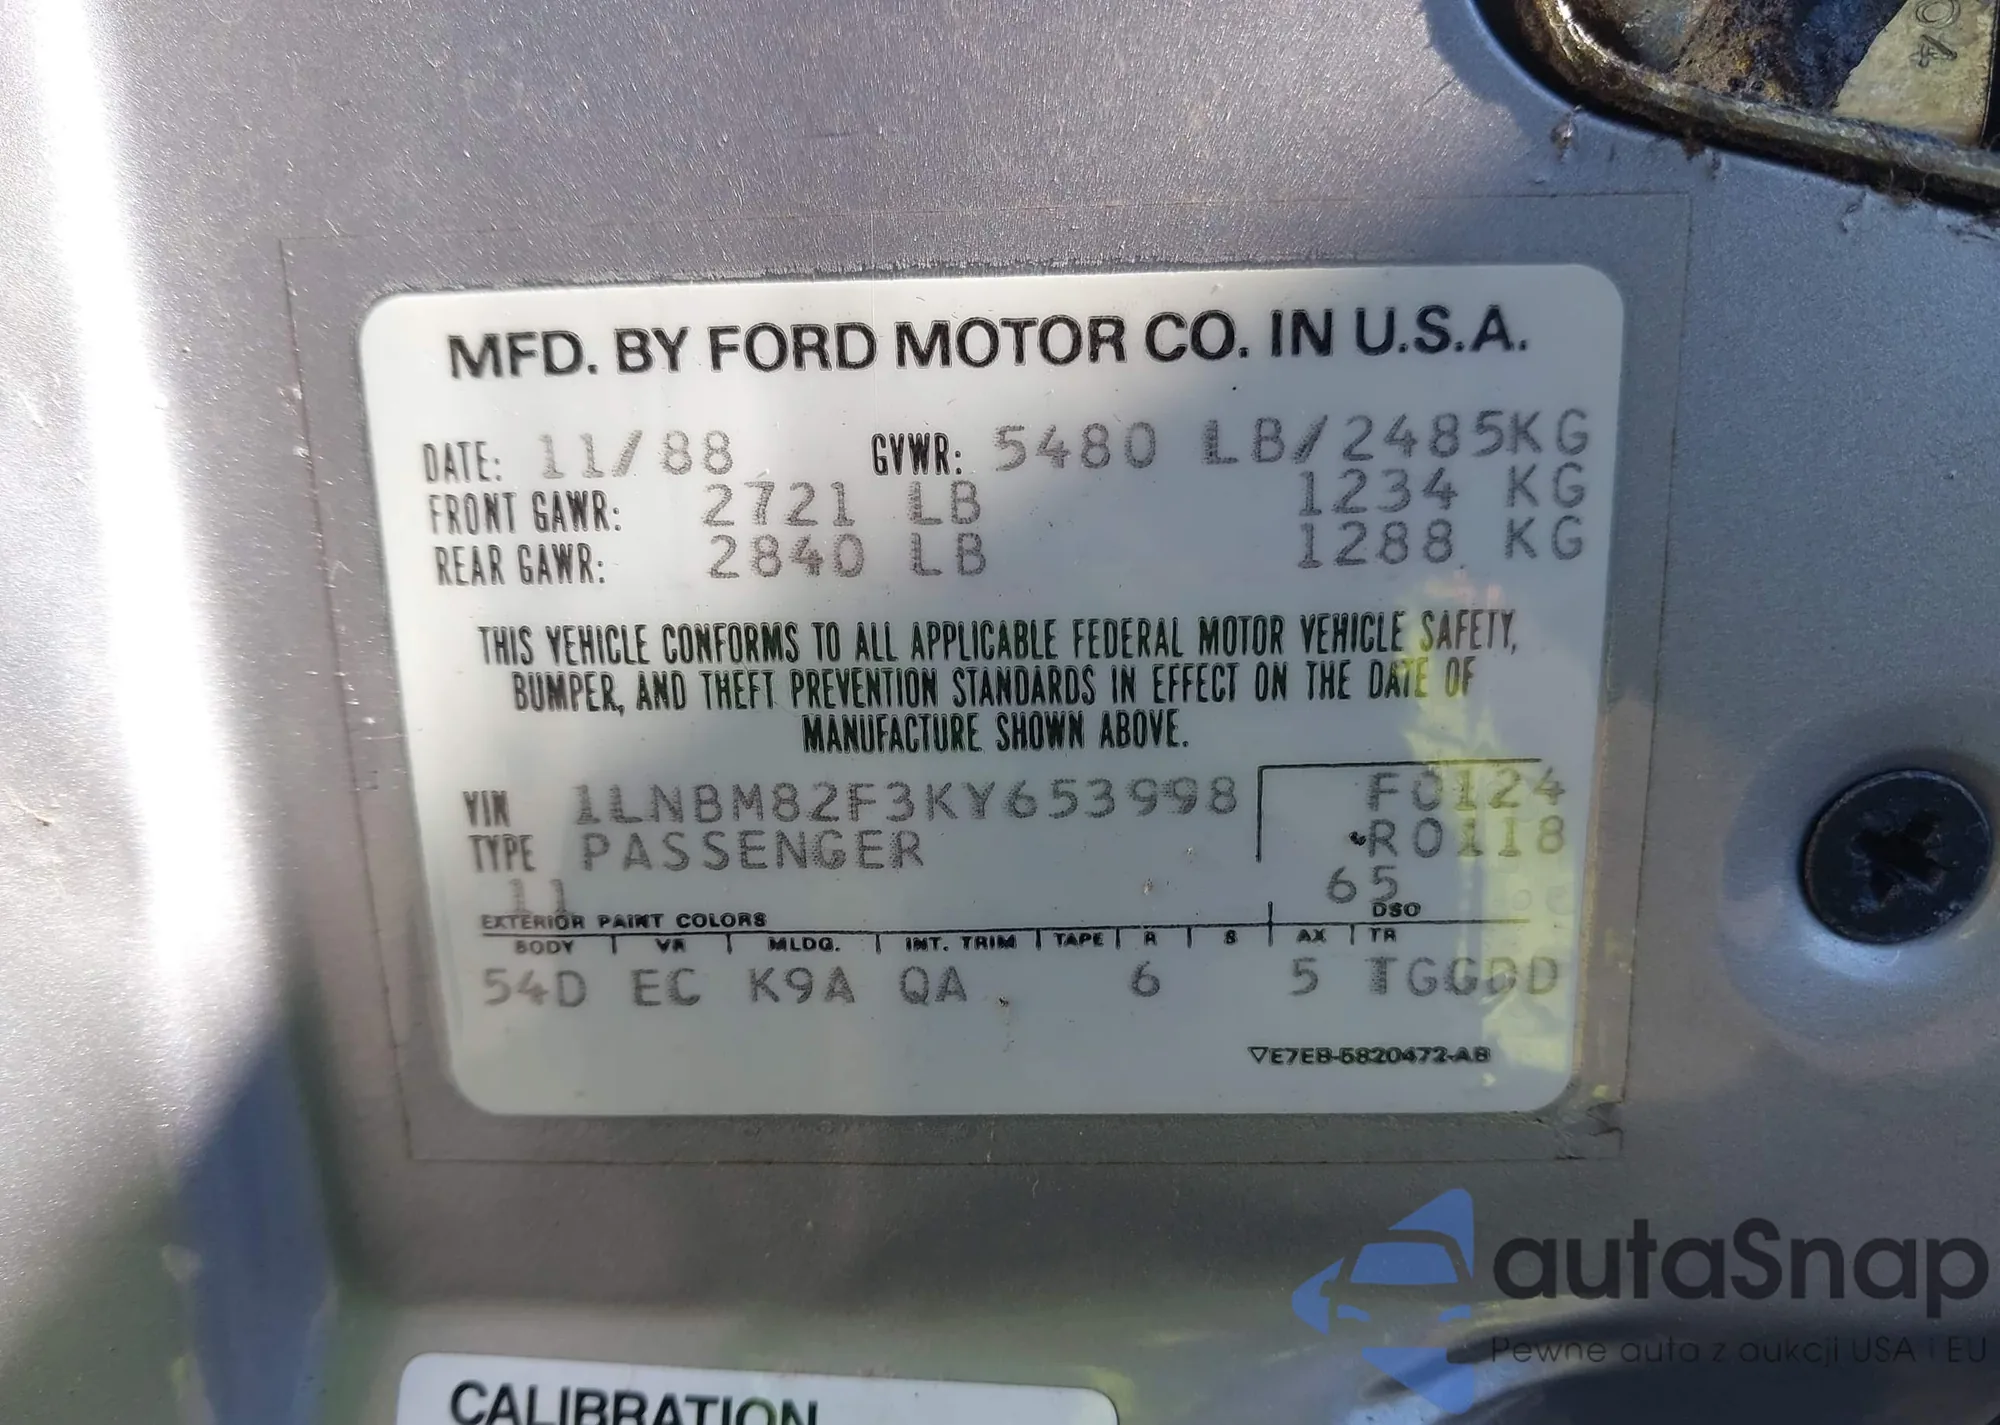 MFD. BY FORD MOTOR CO. IN U.S.A.
DATE: 11/88 GVWR: 5480 LB/2485KG
FRONT GAWR: 2721 LB 1234 KG
REAR GAWR: 2840 LB 1288 KG
THIS VEHICLE CONFORMS TO ALL APPLICABLE FEDERAL MOTOR VEHICLE SAFETY,
BUMPER, AND THEFT PREVENTION STANDARDS IN EFFECT ON THE DATE OF
MANUFACTURE SHOWN ABOVE.
VIN 1LNBM82F3KY653998 F0124
TYPE PASSENGER R0118
11 65
EXTERIOR PAINT COLORS DSO
BODY VR MLDG. INT. TRIM TAPE R S AX TR
54D EC K9A QA 6 5 TGGDD
▽E7EB-5820472-AB
CALIBRATION
autaSnap
Pewne auta z aukcji USA i EU